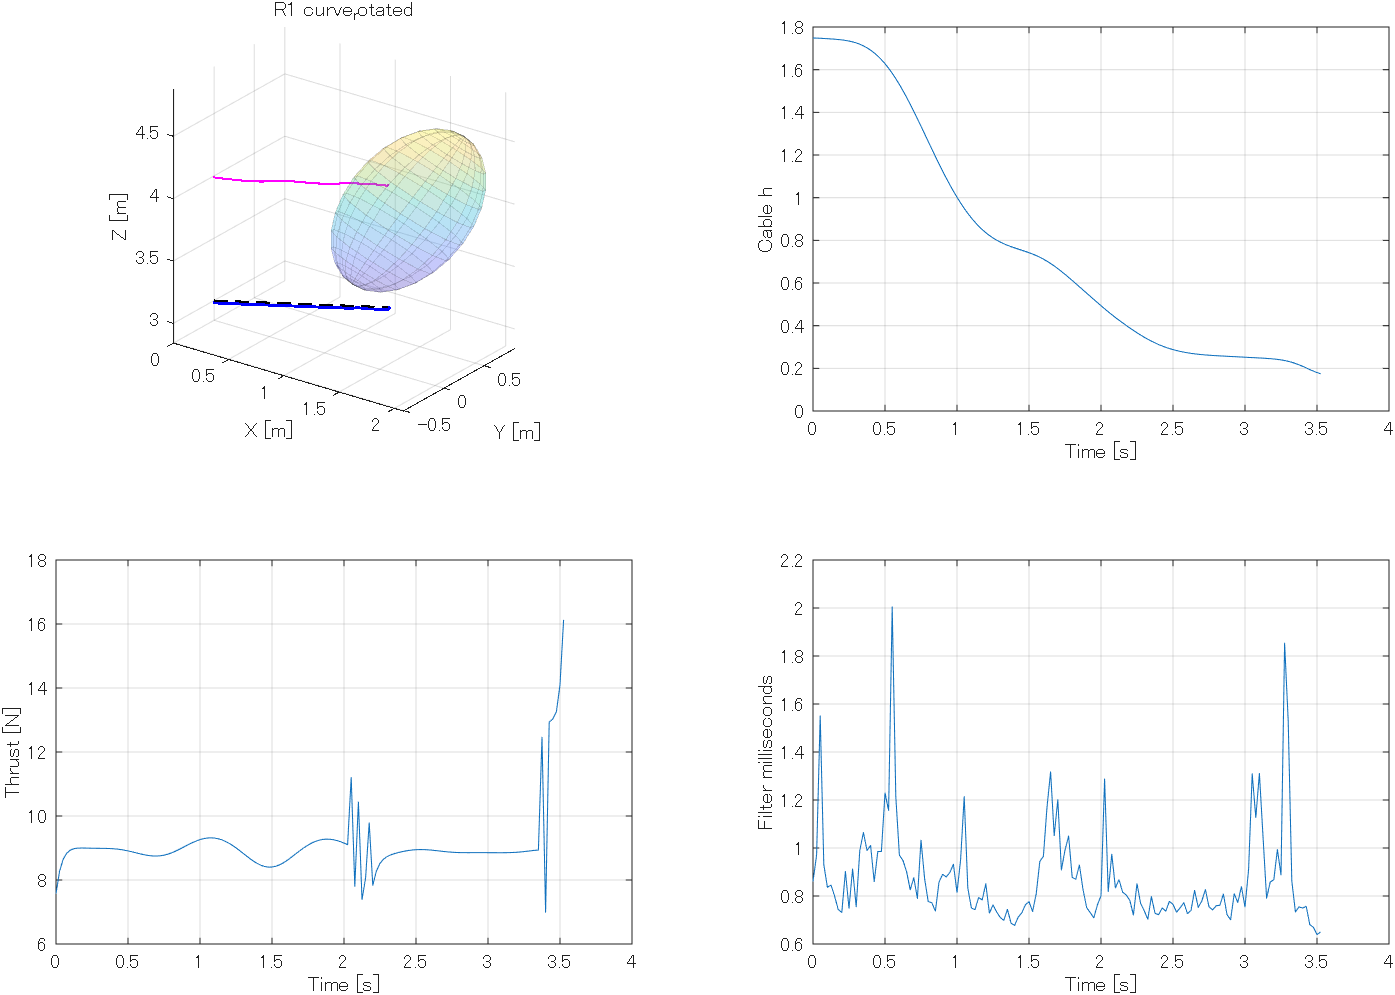 R1 curverotated
Z [m]
4.5
4
3.5
3
0
0.5
1
1.5
2
X [m]
-0.5
0
0.5
Y [m]
Cable h
1.8
1.6
1.4
1.2
1
0.8
0.6
0.4
0.2
0
0 0.5 1 1.5 2 2.5 3 3.5 4
Time [s]
Thrust [N]
18
16
14
12
10
8
6
0 0.5 1 1.5 2 2.5 3 3.5 4
Time [s]
Filter milliseconds
2.2
2
1.8
1.6
1.4
1.2
1
0.8
0.6
0 0.5 1 1.5 2 2.5 3 3.5 4
Time [s]